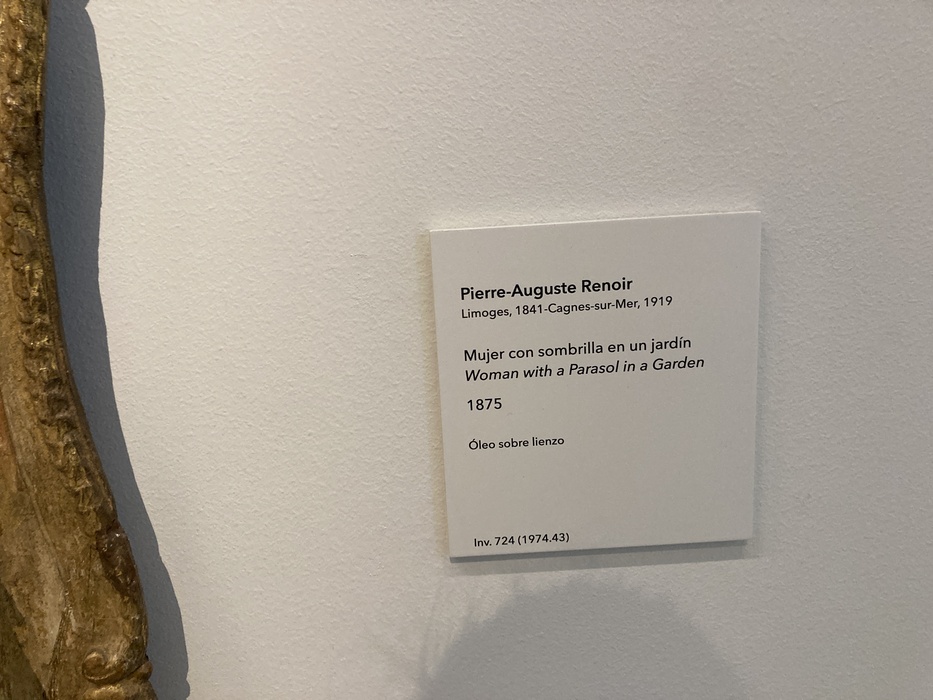 Pierre-Auguste Renoir
Limoges, 1841-Cagnes-sur-Mer, 1919
Mujer con sombrilla en un jardín
Woman with a Parasol in a Garden
1875
Óleo sobre lienzo
Inv. 724 (1974.43)